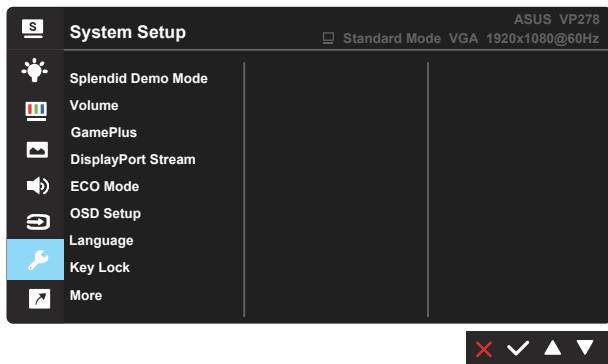 S
System Setup
ASUS VP278
Standard Mode VGA 1920x1080@60Hz
Splendid Demo Mode
Volume
GamePlus
DisplayPort Stream
ECO Mode
OSD Setup
Language
Key Lock
More